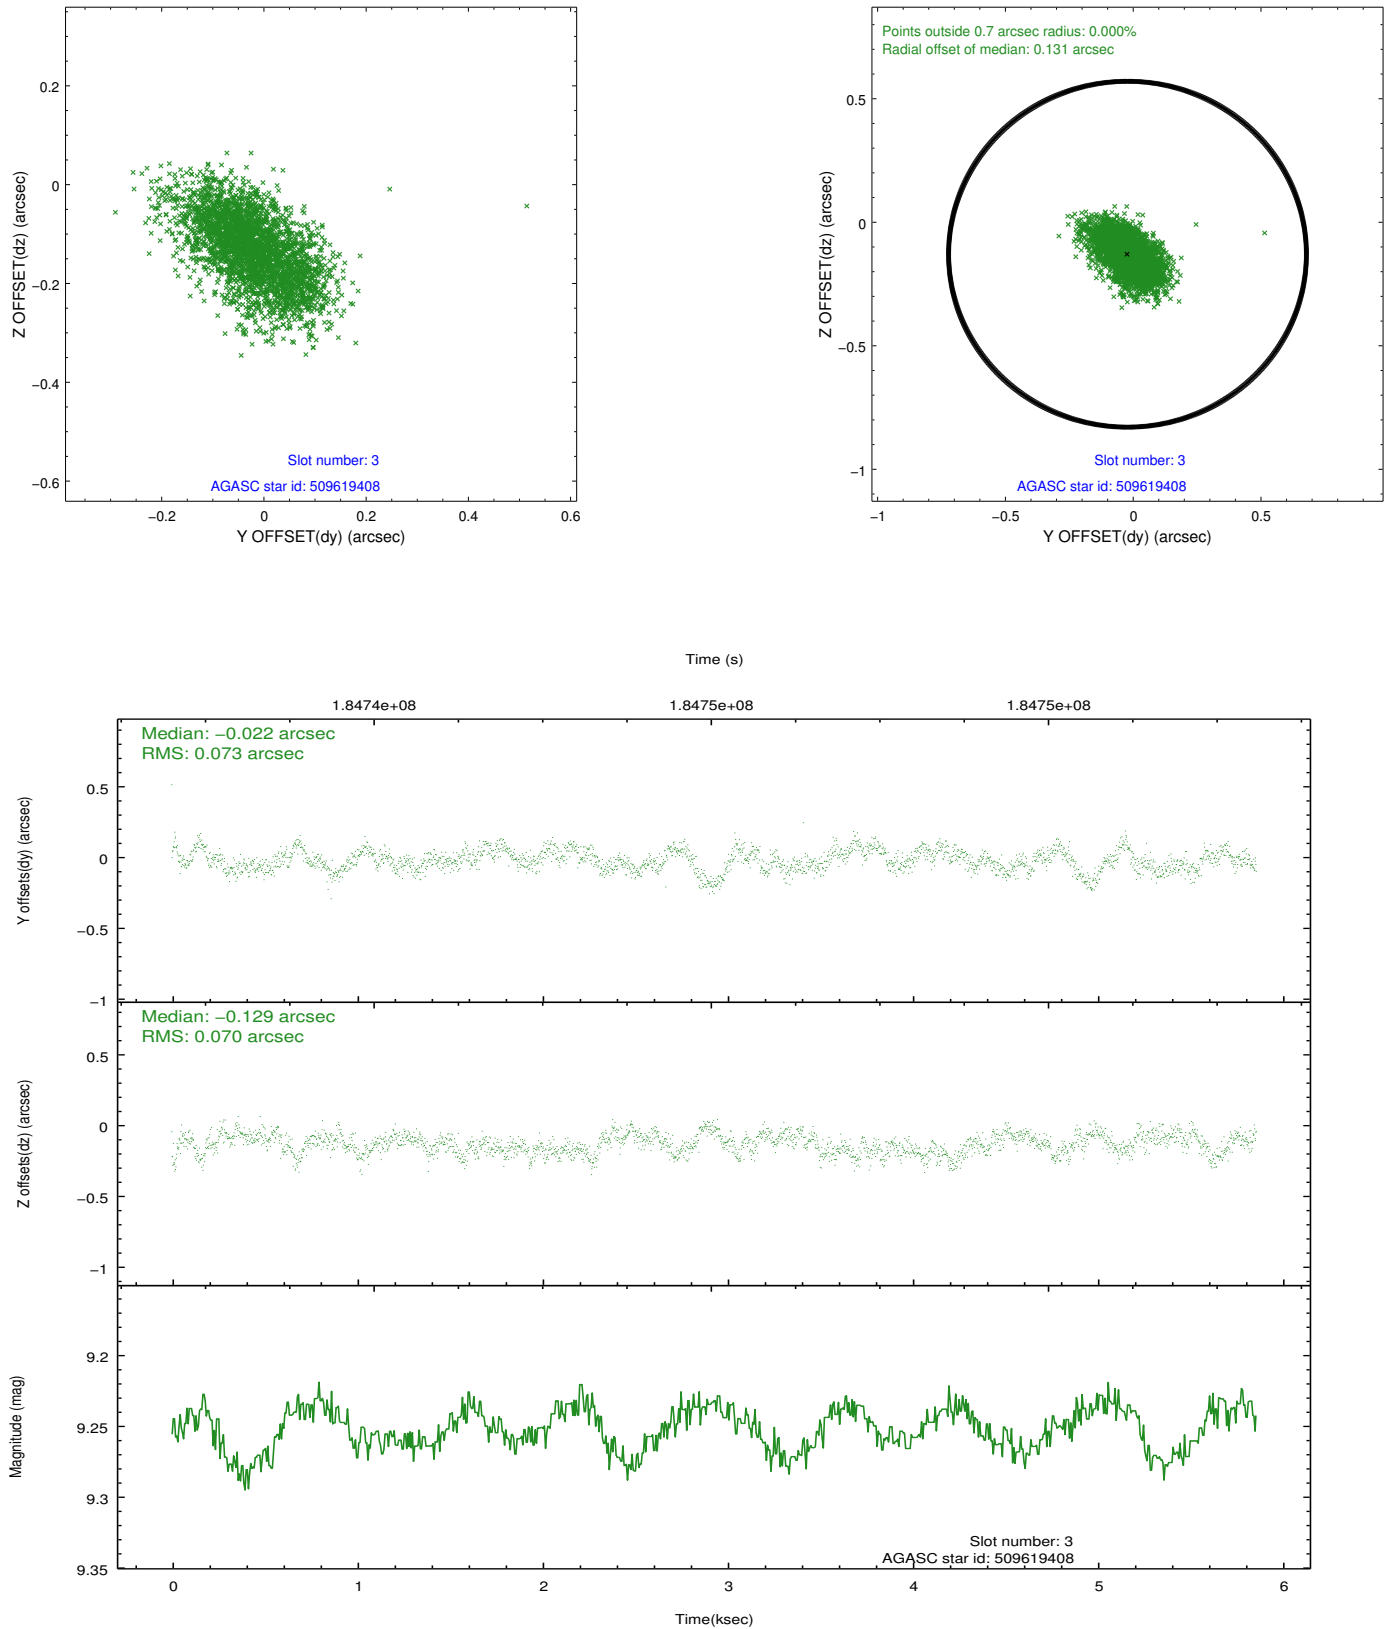 0.2
0
−0.2
−0.4
−0.6
Z OFFSET(dz) (arcsec)
Slot number: 3
AGASC star id: 509619408
−0.2
0
0.2
0.4
0.6
Y OFFSET(dy) (arcsec)
Points outside 0.7 arcsec radius: 0.000%
Radial offset of median: 0.131 arcsec
0.5
0
−0.5
−1
Z OFFSET(dz) (arcsec)
Slot number: 3
AGASC star id: 509619408
−1
−0.5
0
0.5
Y OFFSET(dy) (arcsec)
Time (s)
1.8474e+08
1.8475e+08
1.8475e+08
Median: −0.022 arcsec
RMS: 0.073 arcsec
0.5
0
−0.5
−1
Y offsets(dy) (arcsec)
Median: −0.129 arcsec
RMS: 0.070 arcsec
0.5
0
−0.5
−1
Z offsets(dz) (arcsec)
9.2
9.25
9.3
9.35
Magnitude (mag)
Slot number: 3
AGASC star id: 509619408
0
1
2
3
4
5
6
Time(ksec)